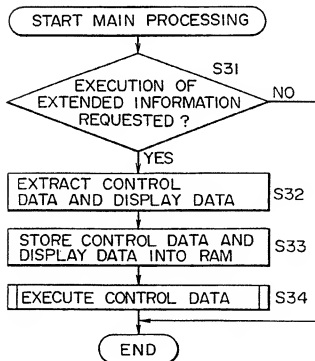 START MAIN PROCESSING
S31
EXECUTION OF
EXTENDED INFORMATION
REQUESTED ?
NO
YES
EXTRACT CONTROL
DATA AND DISPLAY DATA
S32
STORE CONTROL DATA AND
DISPLAY DATA INTO RAM
S33
EXECUTE CONTROL DATA
S34
END